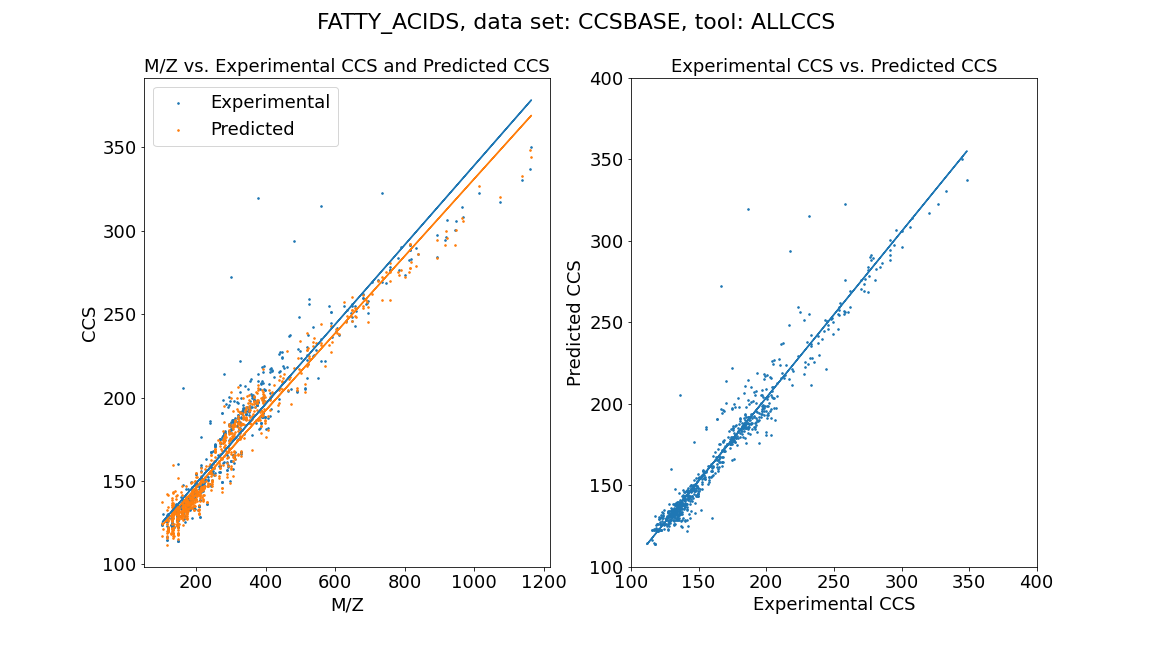 FATTY_ACIDS, data set: CCSBASE, tool: ALLCCS
M/Z vs. Experimental CCS and Predicted CCS
Experimental
Predicted
CCS
350
300
250
200
150
100
200
400
600
800
1000
1200
M/Z
Experimental CCS vs. Predicted CCS
Predicted CCS
400
350
300
250
200
150
100
100
150
200
250
300
350
400
Experimental CCS